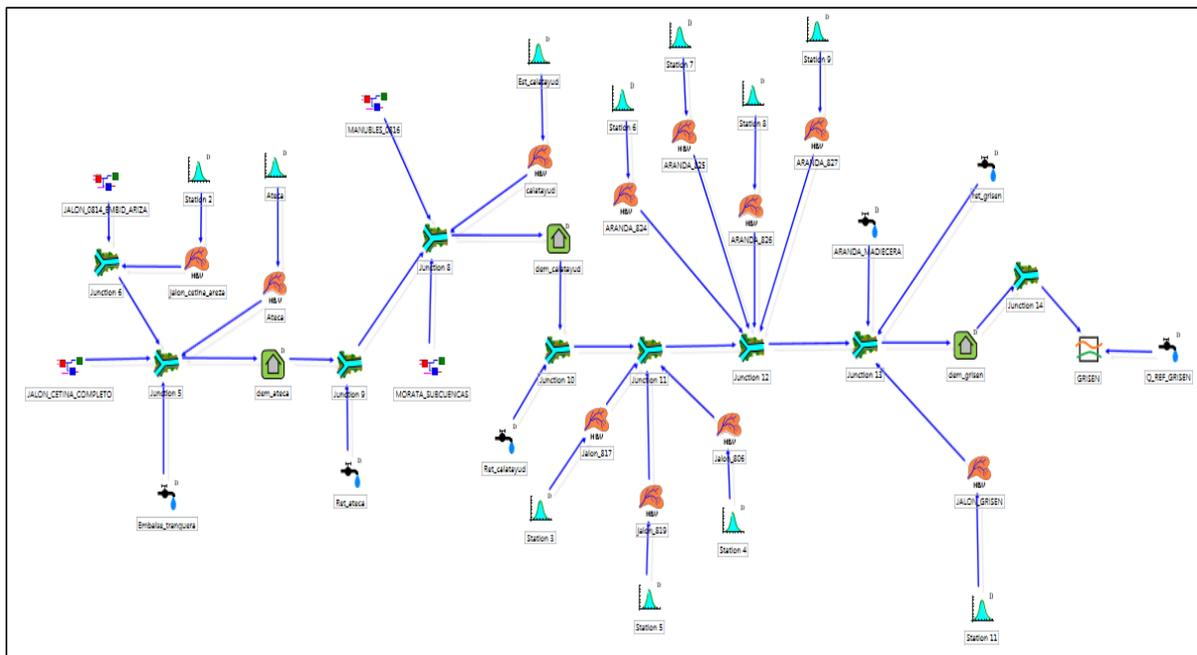 Station 9
Station 7
Est_calatayud
Station 6
Station 8
MANUBLES_0816
ARANDA_825
ARANDA_827
Station 2
Ateca
calatayud
ret_grisen
JALON_0814_EMBID_ARIZA
ARANDA_824
ARANDA_826
ARANDA_MADIECERA
Junction 8
dem_calatayud
Junction 6
jalon_cetina_areza
Ateca
Junction 14
JALON_CETINA_COMPLETO
Junction 5
dem_ateca
Junction 9
MORATA_SUBCUENCAS
Junction 10
Junction 11
Junction 12
Junction 13
dem_grisen
GRISEN
Q_REF_GRISEN
Jalon_817
Jalon_806
Ret_calatayud
Ret_ateca
Embalse_tranquera
Station 3
Jalon_819
Station 4
JALON_GRISEN
Station 5
Station 11